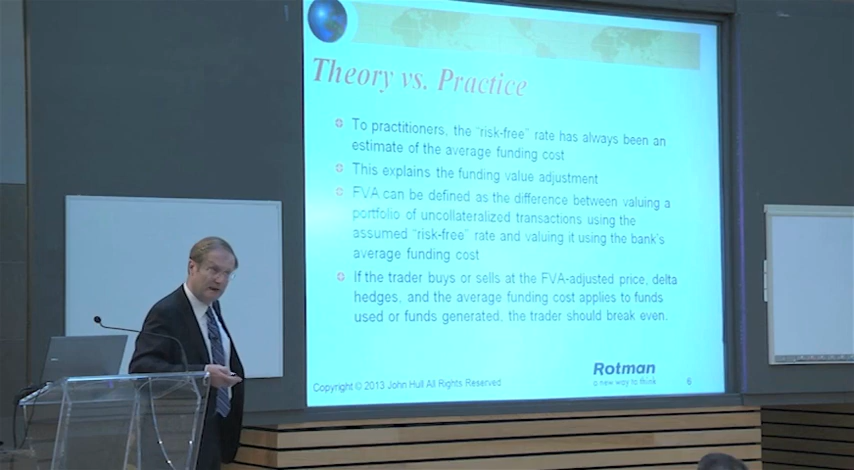 Theory vs. Practice
To practitioners, the "risk-free" rate has always been an
estimate of the average funding cost
This explains the funding value adjustment
FVA can be defined as the difference between valuing a
portfolio of uncollateralized transactions using the
assumed "risk-free" rate and valuing it using the bank's
average funding cost
If the trader buys or sells at the FVA-adjusted price, delta
hedges, and the average funding cost applies to funds
used or funds generated, the trader should break even.
Rotman
a new way to think
Copyright © 2013 John Hull All Rights Reserved
6